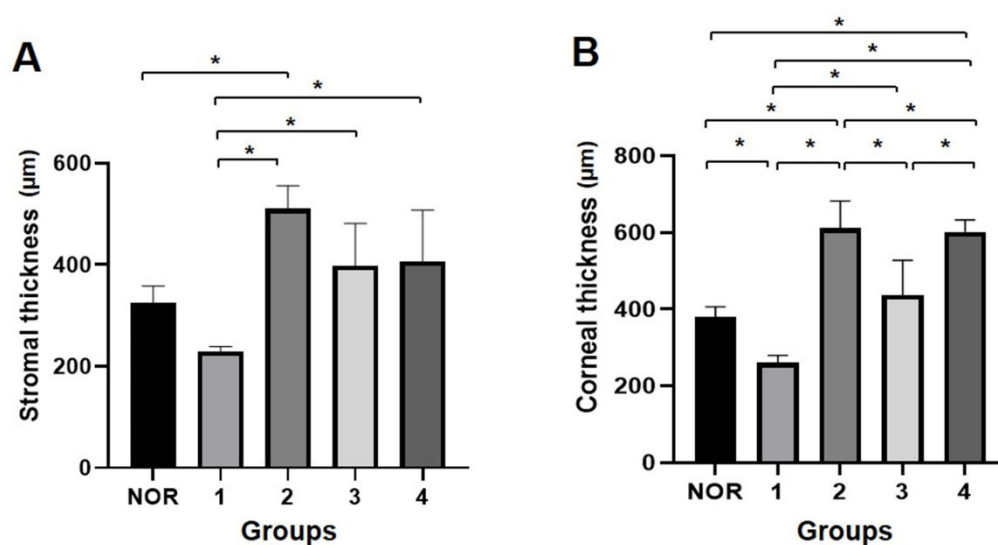 A
*
*
*
*
Stromal thickness (µm)
600
400
200
0
NOR 1 2 3 4
Groups
B
*
*
*
* *
* * * *
Corneal thickness (µm)
800
600
400
200
0
NOR 1 2 3 4
Groups